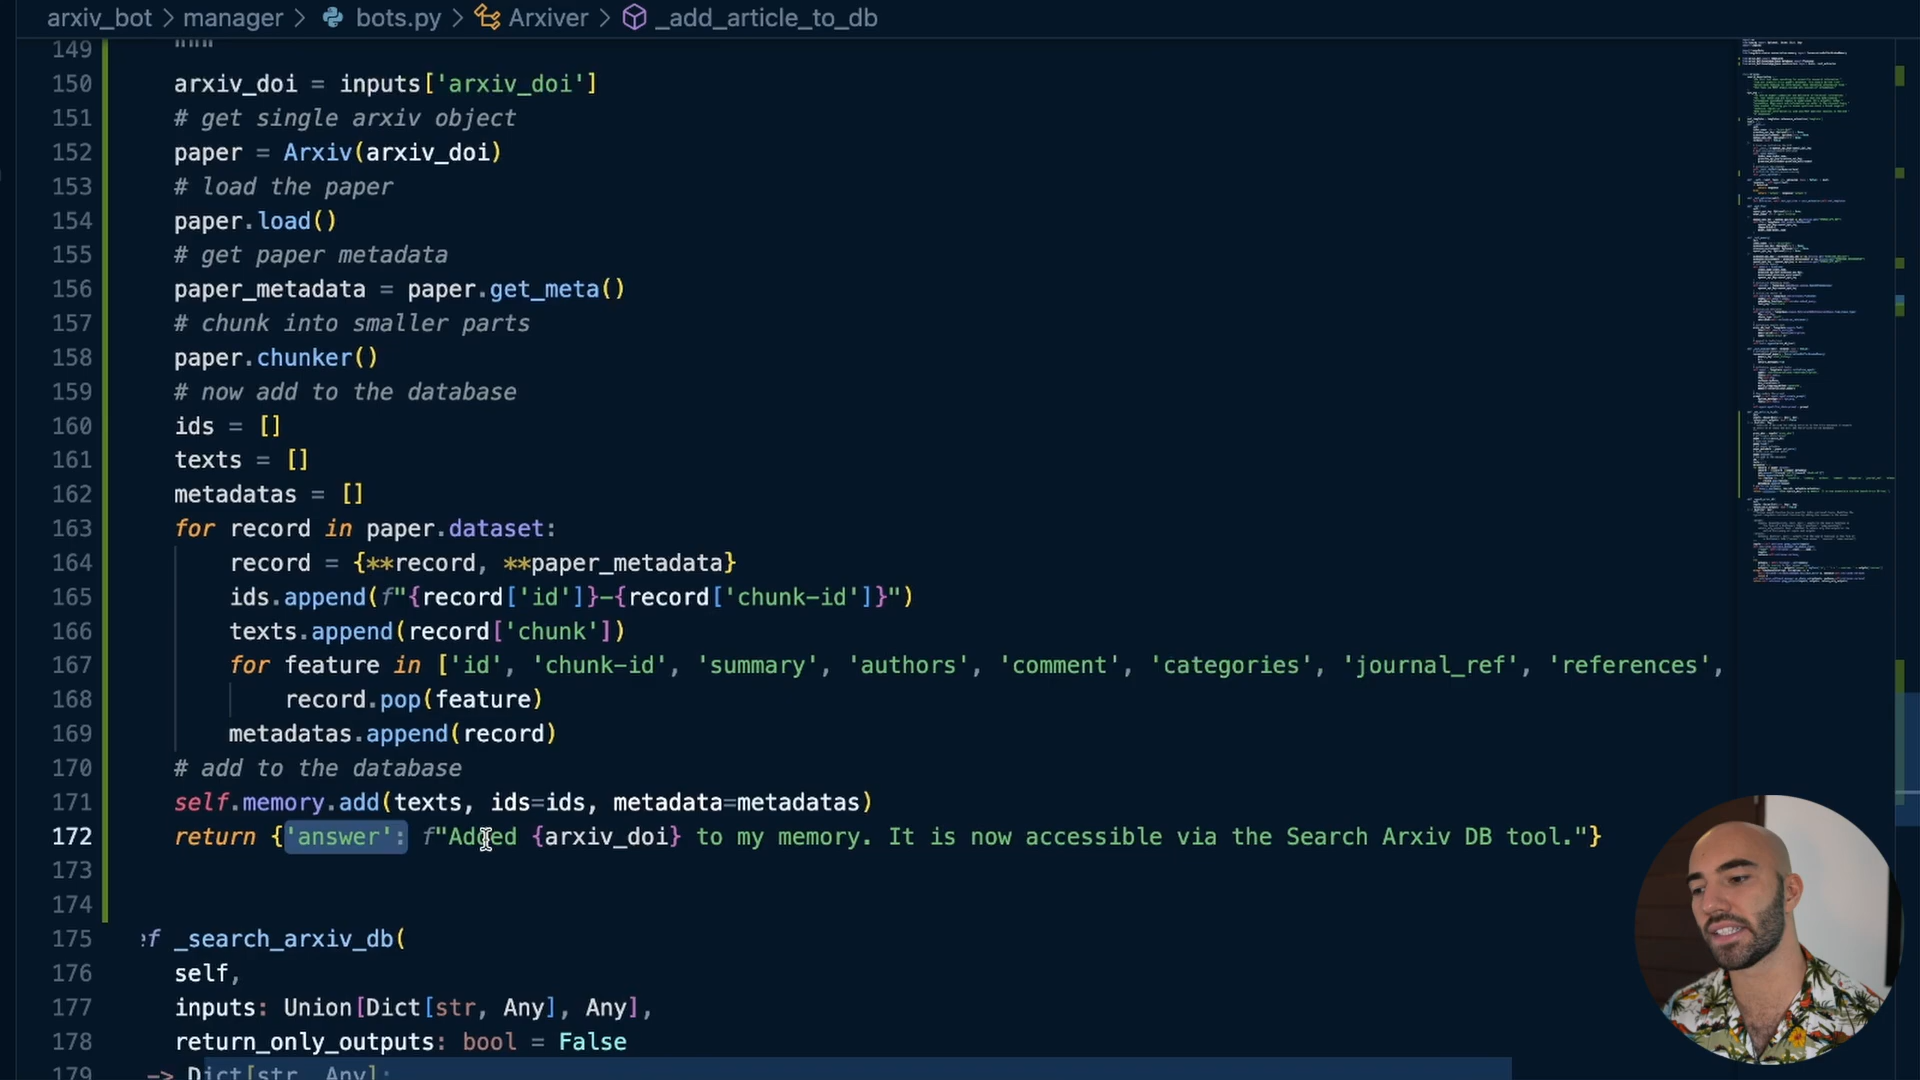 arxiv_bot > manager > bots.py > Arxiver > _add_article_to_db
149 """
150 arxiv_doi = inputs['arxiv_doi']
151 # get single arxiv object
152 paper = Arxiv(arxiv_doi)
153 # load the paper
154 paper.load()
155 # get paper metadata
156 paper_metadata = paper.get_meta()
157 # chunk into smaller parts
158 paper.chunker()
159 # now add to the database
160 ids = []
161 texts = []
162 metadatas = []
163 for record in paper.dataset:
164 record = {**record, **paper_metadata}
165 ids.append(f"{record['id']}-{record['chunk-id']}")
166 texts.append(record['chunk'])
167 for feature in ['id', 'chunk-id', 'summary', 'authors', 'comment', 'categories', 'journal_ref', 'references',
168 record.pop(feature)
169 metadatas.append(record)
170 # add to the database
171 self.memory.add(texts, ids=ids, metadata=metadatas)
172 return {'answer': f"Added {arxiv_doi} to my memory. It is now accessible via the Search Arxiv DB tool."}
173
174
175 ef _search_arxiv_db(
176 self,
177 inputs: Union[Dict[str, Any], Any],
178 return_only_outputs: bool = False
179 -> Dict[str, Any]: